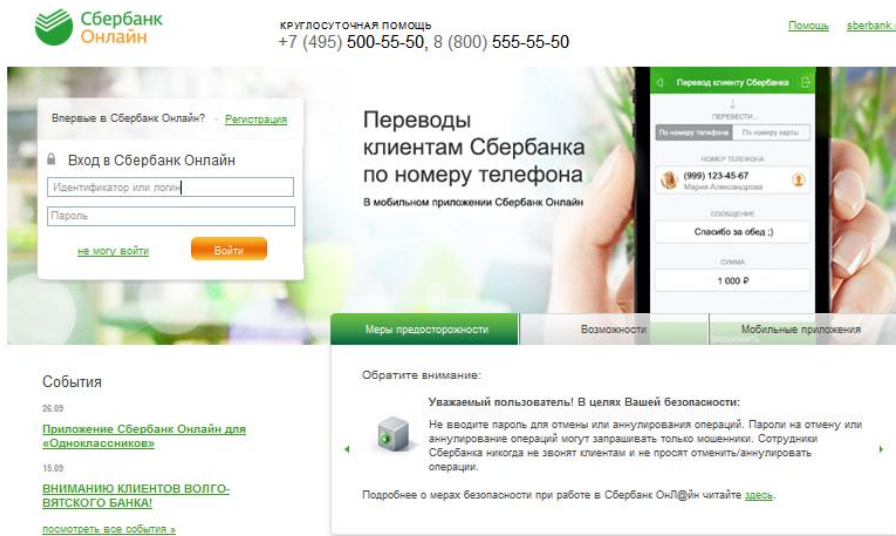 Сбербанк
Онлайн
КРУГЛОСУТОЧНАЯ ПОМОЩЬ
+7 (495) 500-55-50, 8 (800) 555-55-50
Помощь sberbank.
Впервые в Сбербанк Онлайн? Регистрация
Вход в Сбербанк Онлайн
Идентификатор или логин
Пароль
не могу войти
Войти
Переводы
клиентам Сбербанка
по номеру телефона
В мобильном приложении Сбербанк Онлайн
Перевод клиенту Сбербанка
ПЕРЕВЕСТИ...
По номеру телефона По номеру карты
НОМЕР ТЕЛЕФОНА
(999) 123-45-67
Мария Александрова
СООБЩЕНИЕ
Спасибо за обед ;)
СУММА
1 000 ₽
Меры предосторожности Возможности Мобильные приложения
События
26.09
Приложение Сбербанк Онлайн для
«Одноклассников»
15.09
ВНИМАНИЮ КЛИЕНТОВ ВОЛГО-
ВЯТСКОГО БАНКА!
посмотреть все события »
Обратите внимание:
Уважаемый пользователь! В целях Вашей безопасности:
Не вводите пароль для отмены или аннулирования операций. Пароли на отмену или
аннулирование операций могут запрашивать только мошенники. Сотрудники
Сбербанка никогда не звонят клиентам и не просят отменить/аннулировать
операции.
Подробнее о мерах безопасности при работе в Сбербанк ОнЛ@йн читайте здесь.